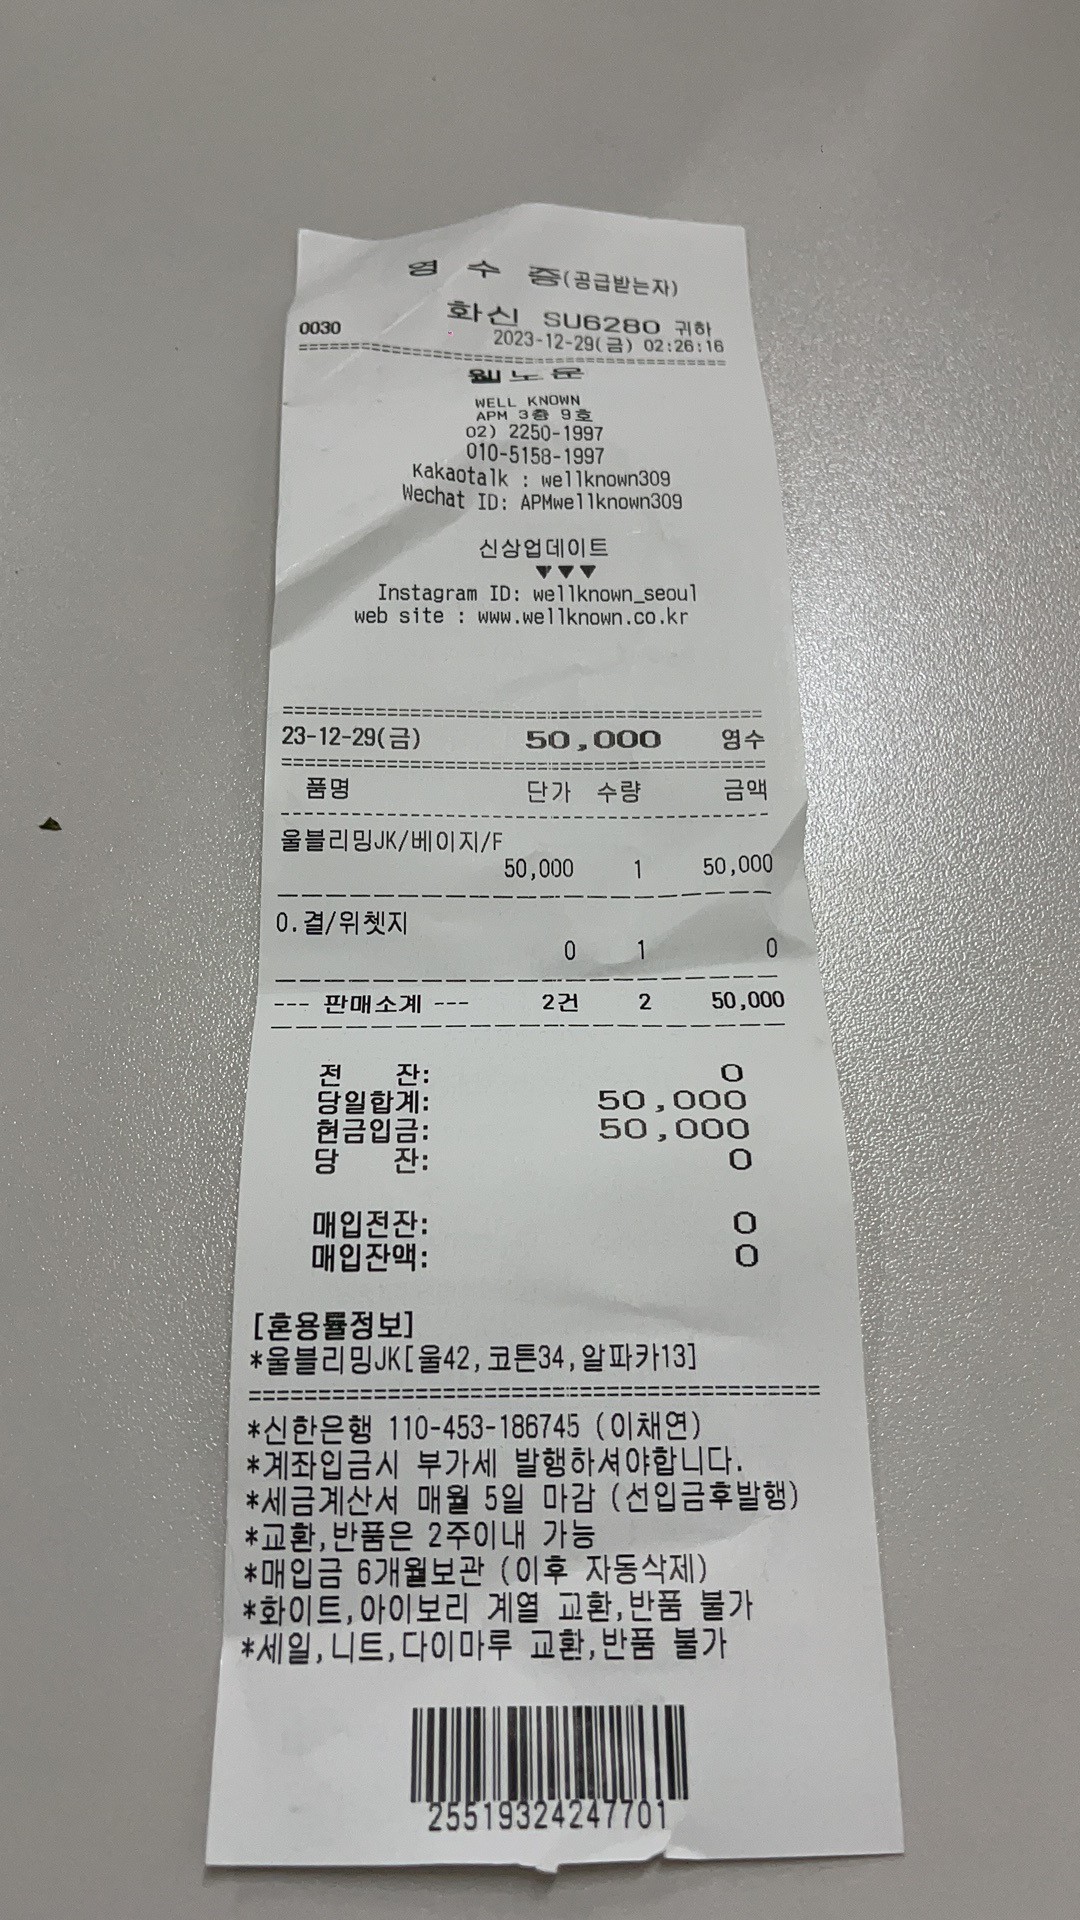 영 수 증(공급받는자)
화신 SU6280 귀하
0030
2023-12-29(금) 02:26:16
=============================================
웰노운
WELL KNOWN
APM 3층 9호
02) 2250-1997
010-5158-1997
Kakaotalk : wellknown309
Wechat ID: APMwellknown309
신상업데이트
▼▼▼
Instagram ID: wellknown_seoul
web site : www.wellknown.co.kr
=============================================
23-12-29(금) 50,000 영수
=============================================
품명 단가 수량 금액
---------------------------------------------
울블리밍JK/베이지/F
50,000 1 50,000
0.결/위쳇지
0 1 0
--- 판매소계 --- 2건 2 50,000
전 잔: 0
당일합계: 50,000
현금입금: 50,000
당 잔: 0
매입전잔: 0
매입잔액: 0
[혼용률정보]
*울블리밍JK[울42,코튼34,알파카13]
=============================================
*신한은행 110-453-186745 (이채연)
*계좌입금시 부가세 발행하셔야합니다.
*세금계산서 매월 5일 마감 (선입금후발행)
*교환,반품은 2주이내 가능
*매입금 6개월보관 (이후 자동삭제)
*화이트,아이보리 계열 교환,반품 불가
*세일,니트,다이마루 교환,반품 불가
25519324247701